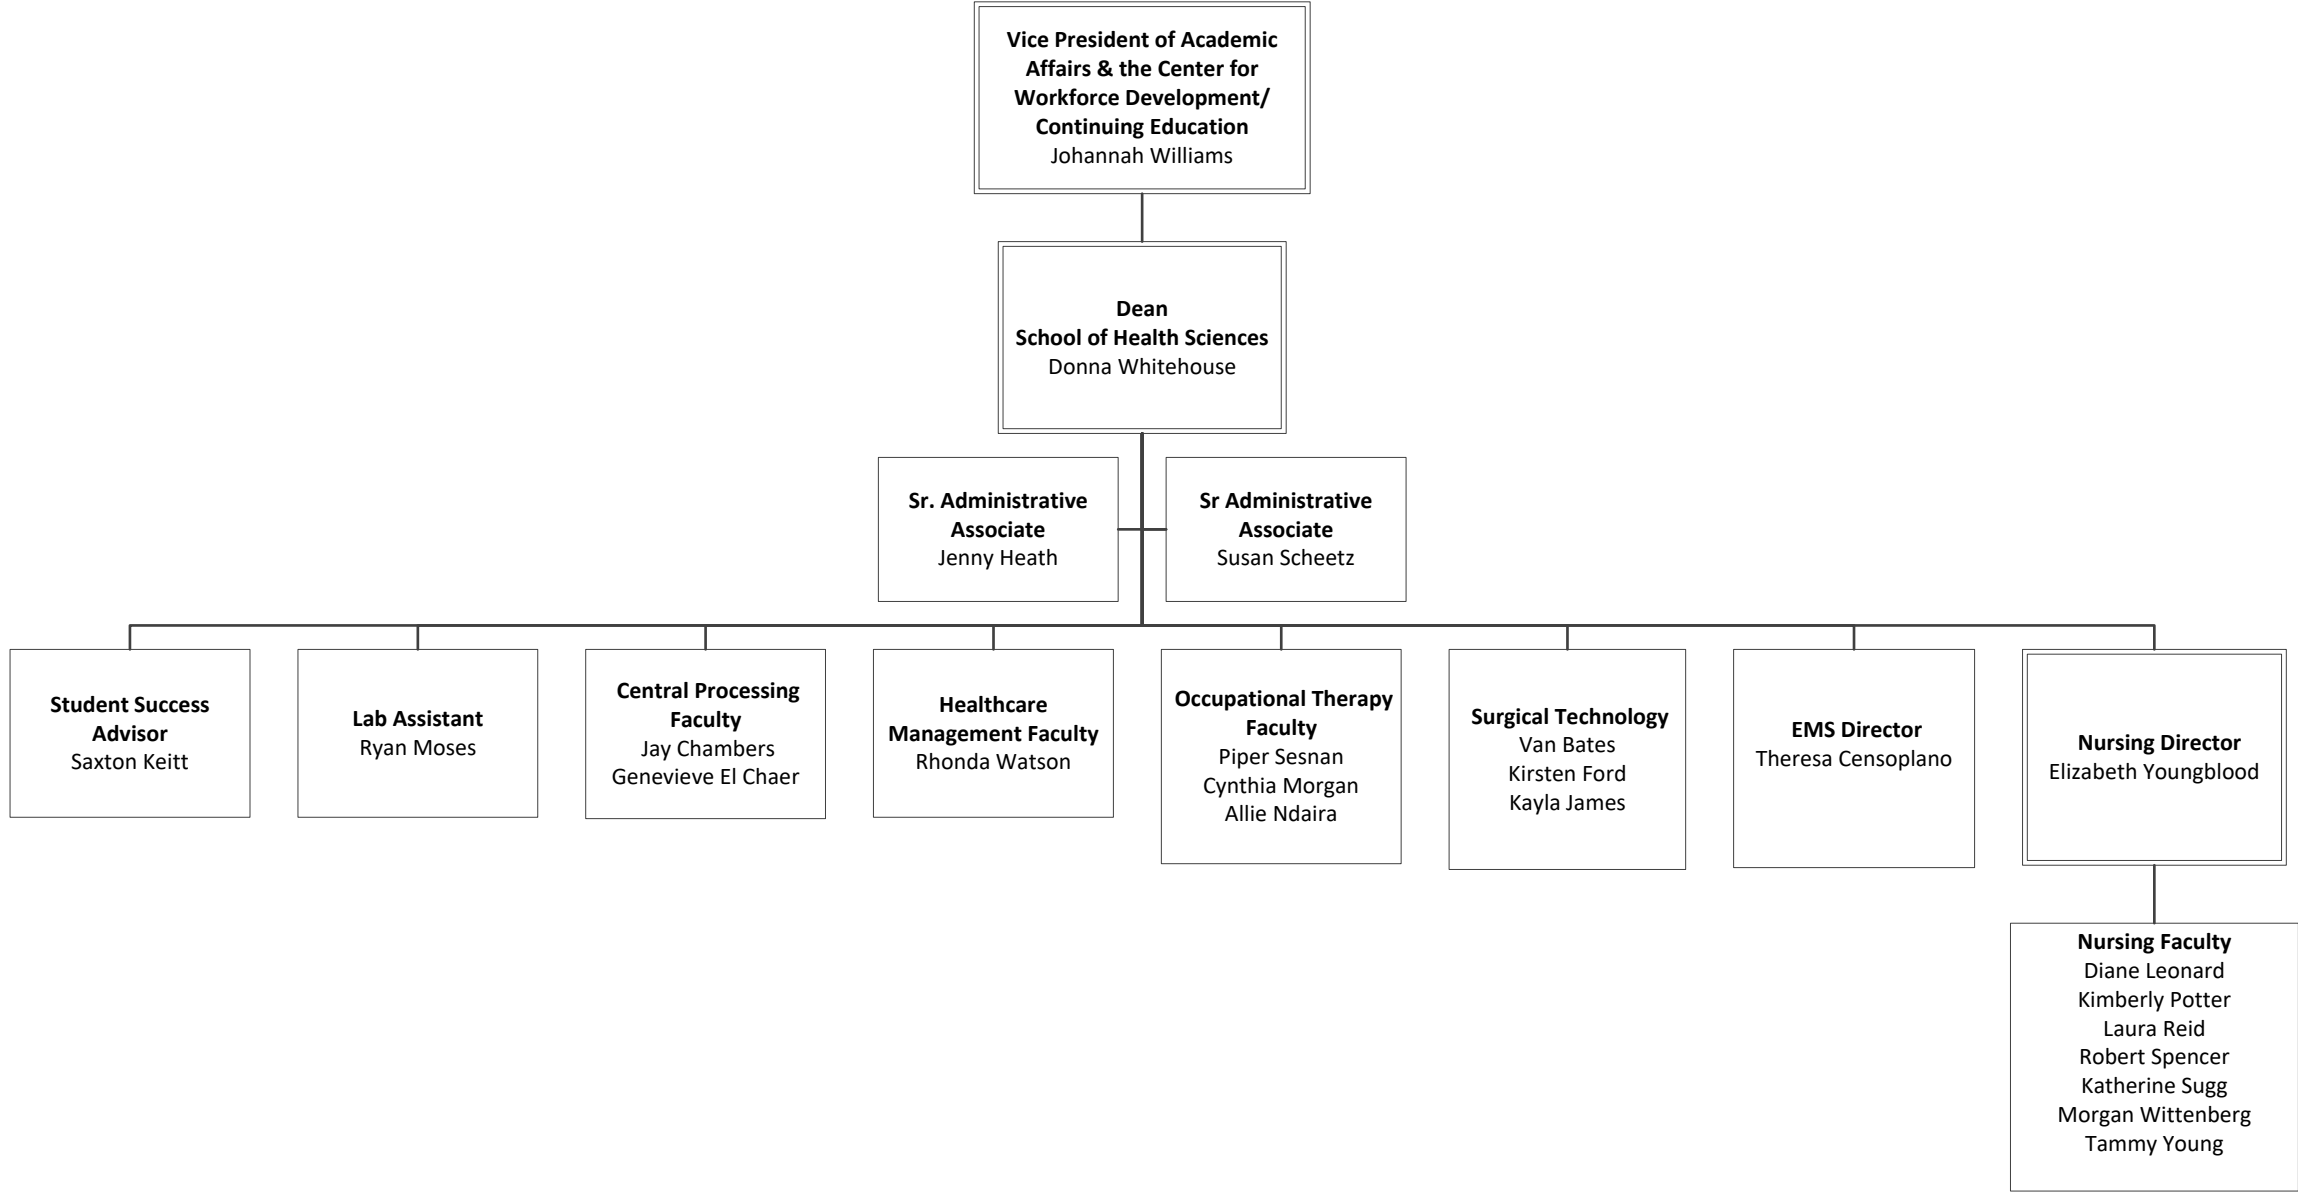 Vice President of Academic
Affairs & the Center for
Workforce Development/
Continuing Education
Johannah Williams
Dean
School of Health Sciences
Donna Whitehouse
Sr. Administrative
Associate
Jenny Heath
Sr Administrative
Associate
Susan Scheetz
Student Success
Advisor
Saxton Keitt
Lab Assistant
Ryan Moses
Central Processing
Faculty
Jay Chambers
Genevieve El Chaer
Healthcare
Management Faculty
Rhonda Watson
Occupational Therapy
Faculty
Piper Sesnan
Cynthia Morgan
Allie Ndaira
Surgical Technology
Van Bates
Kirsten Ford
Kayla James
EMS Director
Theresa Censoplano
Nursing Director
Elizabeth Youngblood
Nursing Faculty
Diane Leonard
Kimberly Potter
Laura Reid
Robert Spencer
Katherine Sugg
Morgan Wittenberg
Tammy Young